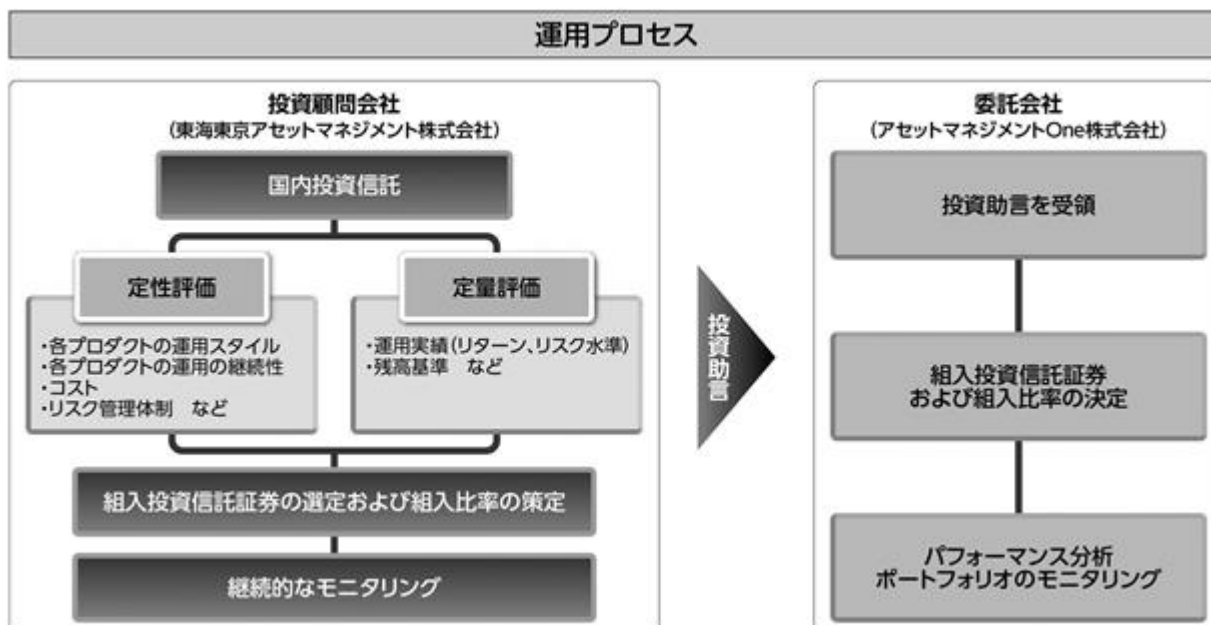 運用プロセス
投資顧問会社
(東海東京アセットマネジメント株式会社)
国内投資信託
定性評価
・各プロダクトの運用スタイル
・各プロダクトの運用の継続性
・コスト
・リスク管理体制 など
定量評価
・運用実績(リターン、リスク水準)
・残高基準 など
組入投資信託証券の選定および組入比率の策定
継続的なモニタリング
投資助言
委託会社
(アセットマネジメントOne株式会社)
投資助言を受領
組入投資信託証券
および組入比率の決定
パフォーマンス分析
ポートフォリオのモニタリング